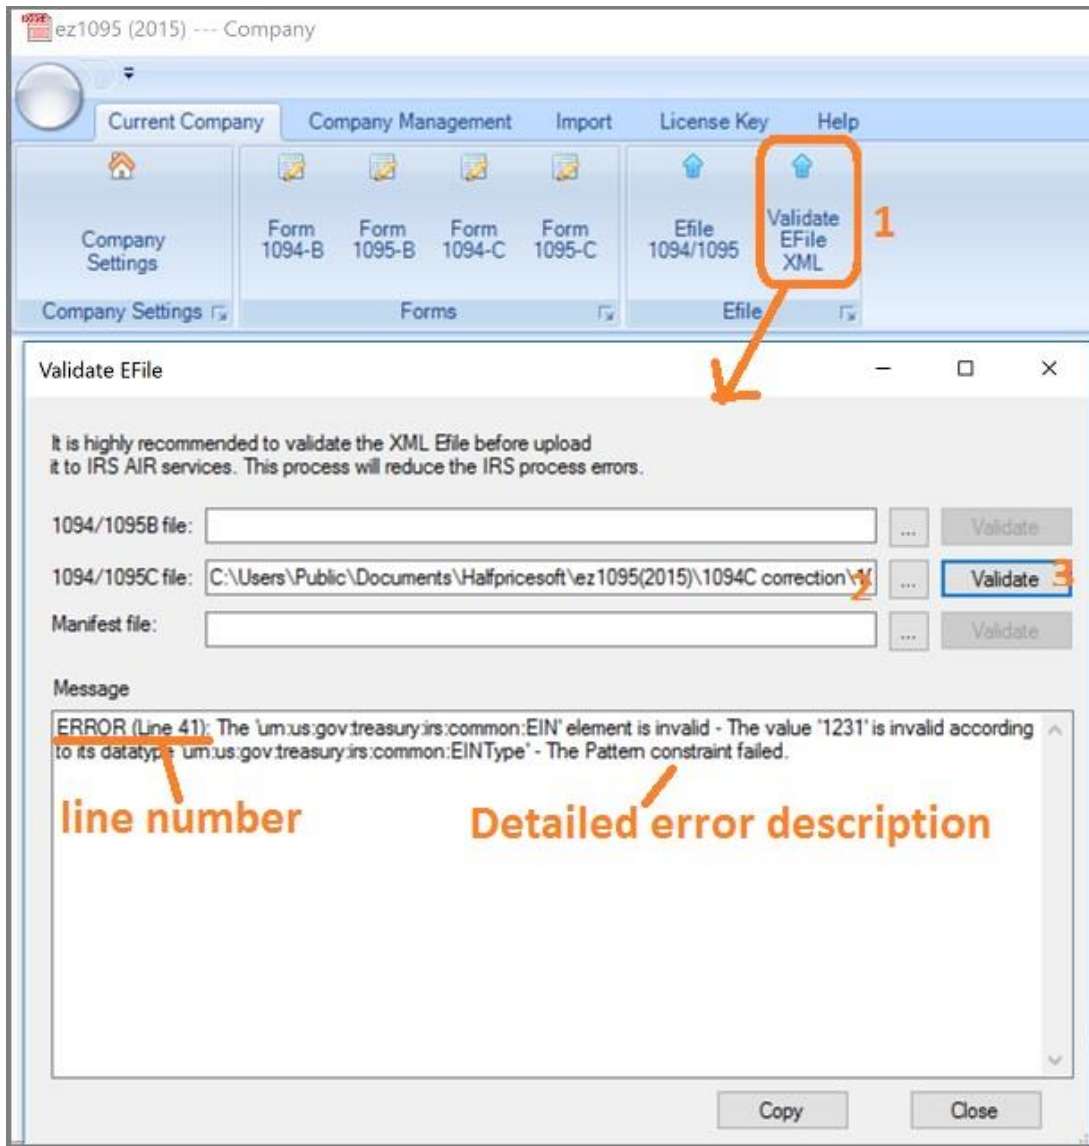 ez1095 (2015) --- Company
Current Company Company Management Import License Key Help
Company
Settings
Form
1094-B
Form
1095-B
Form
1094-C
Form
1095-C
Efile
1094/1095
Validate
EFile
XML
1
Company Settings Forms Efile
Validate EFile
It is highly recommended to validate the XML Efile before upload
it to IRS AIR services. This process will reduce the IRS process errors.
1094/1095B file: ... Validate
1094/1095C file: C:\Users\Public\Documents\Halfpricesoft\ez1095(2015)\1094C correction\ 2 ... Validate 3
Manifest file: ... Validate
Message
ERROR (Line 41): The 'urn:us:gov:treasury:irs:common:EIN' element is invalid - The value '1231' is invalid according
to its datatype 'urn:us:gov:treasury:irs:common:EINType' - The Pattern constraint failed.
line number Detailed error description
Copy Close